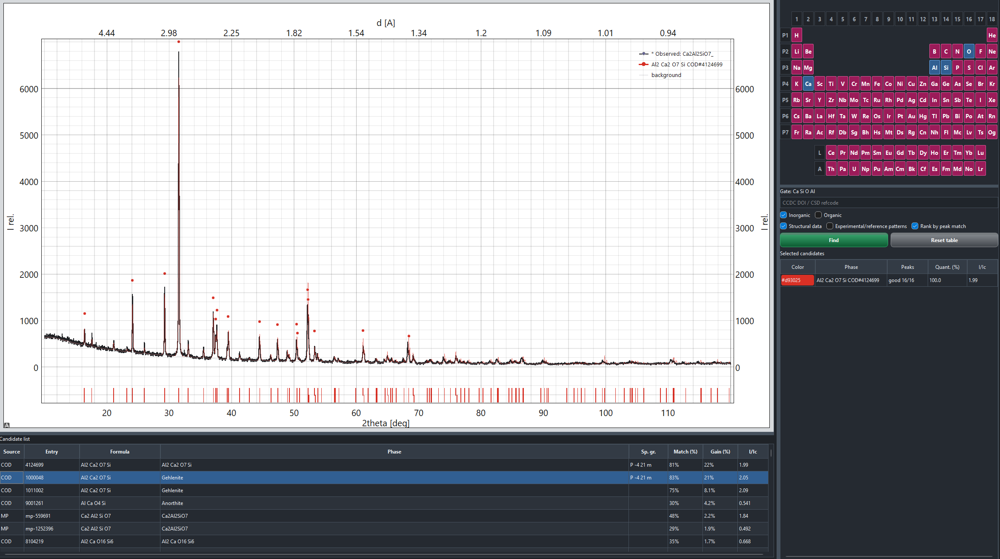 d [A]
4.44 2.98 2.25 1.82 1.54 1.34 1.2 1.09 1.01 0.94
* Observed: Ca2Al2SiO7_
Al2 Ca2 O7 Si COD#4124699
background
6000 6000
5000 5000
4000 4000
I rel. 3000 3000 I rel.
2000 2000
1000 1000
0 0
20 30 40 50 60 70 80 90 100 110
2theta [deg]
A
1 2 3 4 5 6 7 8 9 10 11 12 13 14 15 16 17 18
P1 H He
P2 Li Be B C N O F Ne
P3 Na Mg Al Si P S Cl Ar
P4 K Ca Sc Ti V Cr Mn Fe Co Ni Cu Zn Ga Ge As Se Br Kr
P5 Rb Sr Y Zr Nb Mo Tc Ru Rh Pd Ag Cd In Sn Sb Te I Xe
P6 Cs Ba La Hf Ta W Re Os Ir Pt Au Hg Tl Pb Bi Po At Rn
P7 Fr Ra Ac Rf Db Sg Bh Hs Mt Ds Rg Cn Nh Fl Mc Lv Ts Og
L Ce Pr Nd Pm Sm Eu Gd Tb Dy Ho Er Tm Yb Lu
A Th Pa U Np Pu Am Cm Bk Cf Es Fm Md No Lr
Gate: Ca Si O Al
CCDC DOI / CSD refcode
Inorganic Organic
Structural data Experimental/reference patterns Rank by peak match
Find Reset table
Selected candidates
Color Phase Peaks Quant. (%) I/Ic
#d93025 Al2 Ca2 O7 Si COD#4124699 good 16/16 100.0 1.99
Candidate list
Source Entry Formula Phase Sp. gr. Match (%) Gain (%) I/Ic
COD 4124699 Al2 Ca2 O7 Si Al2 Ca2 O7 Si P -4 21 m 81% 22% 1.99
COD 1000048 Al2 Ca2 O7 Si Gehlenite P -4 21 m 83% 21% 2.05
COD 1011002 Al2 Ca2 O7 Si Gehlenite 75% 8.1% 2.09
COD 9001261 Al Ca O4 Si Anorthite 30% 4.2% 0.541
MP mp-559691 Ca2 Al2 Si O7 Ca2Al2SiO7 48% 2.2% 1.84
MP mp-1252396 Ca2 Al2 Si O7 Ca2Al2SiO7 29% 1.9% 0.492
COD 8104219 Al2 Ca O16 Si6 Al2 Ca O16 Si6 35% 1.7% 0.668